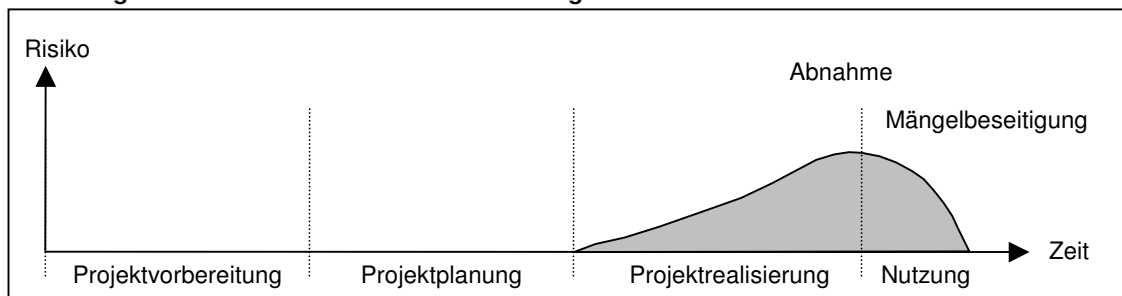 Risiko
Abnahme
Mängelbeseitigung
Zeit
Projektvorbereitung Projektplanung Projektrealisierung Nutzung